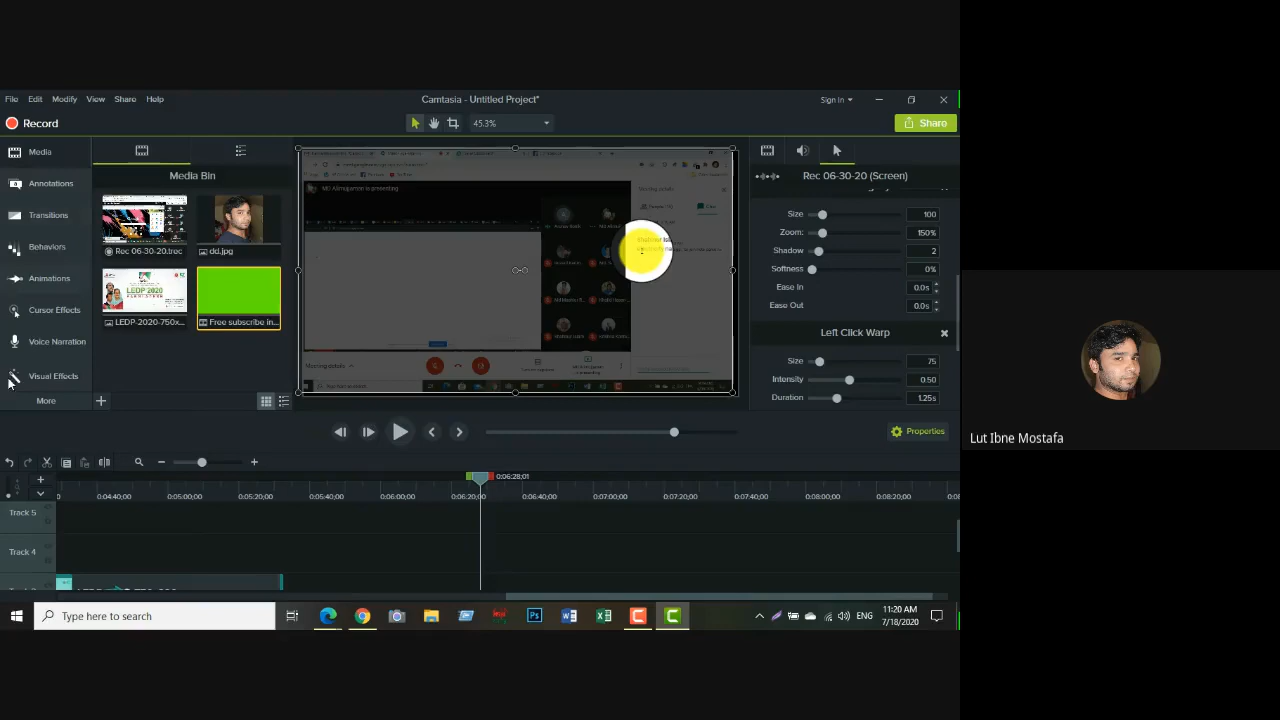 File Edit Modify View Share Help
Camtasia - Untitled Project*
Sign In
Record
45.3%
Share
Media
Annotations
Transitions
Behaviors
Animations
Cursor Effects
Voice Narration
Visual Effects
More
Media Bin
Rec 06-30-20.trec
dd.jpg
LEDP-2020-750x...
Free subscribe in...
Meeting details
Rec 06-30-20 (Screen)
Size 100
Zoom: 150%
Shadow 2
Softness 0%
Ease In 0.0s
Ease Out 0.0s
Left Click Warp
Size 75
Intensity 0.50
Duration 1.25s
Properties
0:06:28;01
0:04:40;00 0:05:00;00 0:05:20;00 0:05:40;00 0:06:00;00 0:06:20;00 0:06:40;00 0:07:00;00 0:07:20;00 0:07:40;00 0:08:00;00 0:08:20;00
Track 5
Track 4
Type here to search
ENG
11:20 AM
7/18/2020
Lut Ibne Mostafa